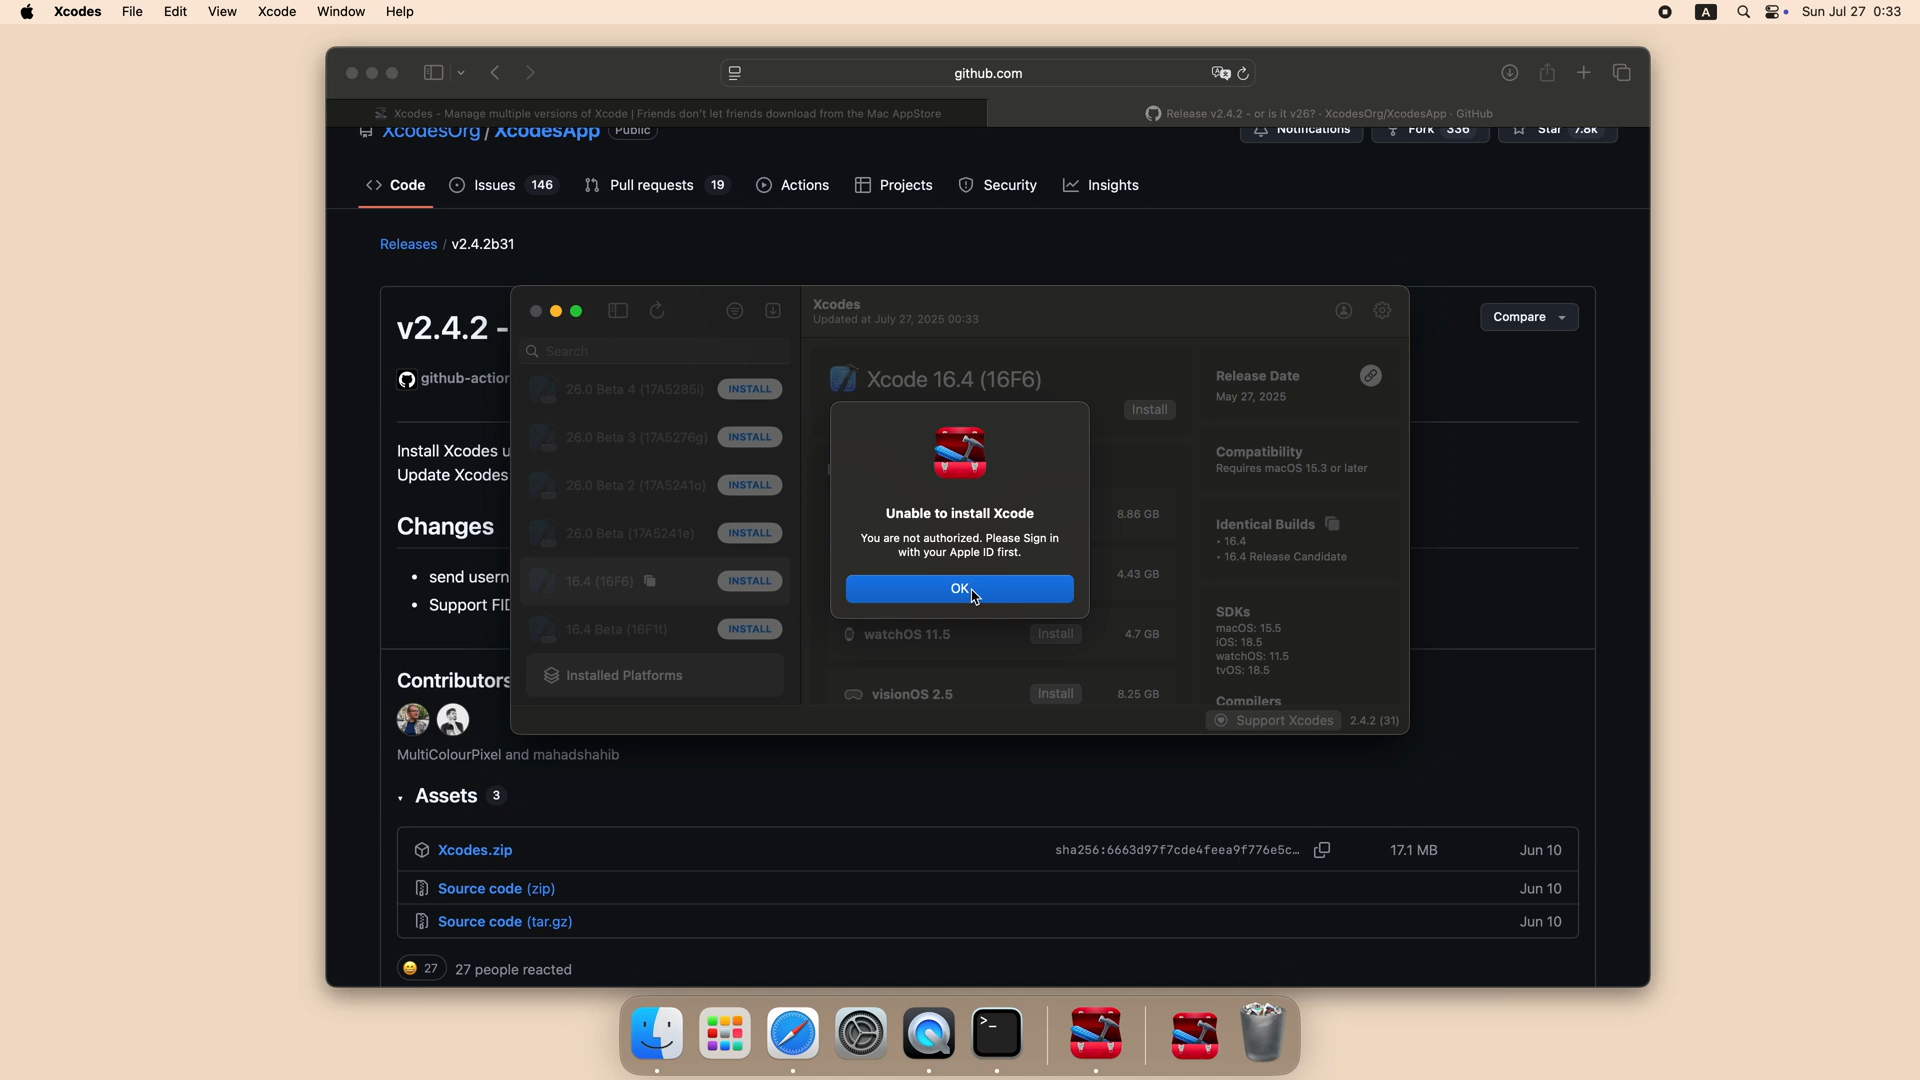 Xcodes File Edit View Xcode Window Help
A Sun Jul 27 0:33
github.com
Xcodes - Manage multiple versions of Xcode | Friends don't let friends download from the Mac AppStore
Release v2.4.2 - or is it v26? · XcodesOrg/XcodesApp · GitHub
XcodesOrg / XcodesApp Public
Notifications Fork 336 Star 7.8k
Code Issues 146 Pull requests 19 Actions Projects Security Insights
Releases / v2.4.2b31
v2.4.2 -
Compare
github-action
Install Xcodes u
Update Xcodes
Changes
send usern
Support FID
Contributors
MultiColourPixel and mahadshahib
Assets 3
Xcodes.zip sha256:6663d97f7cde4feea9f776e5c... 17.1 MB Jun 10
Source code (zip) Jun 10
Source code (tar.gz) Jun 10
27 27 people reacted
Search
26.0 Beta 4 (17A5285i) INSTALL
26.0 Beta 3 (17A5276g) INSTALL
26.0 Beta 2 (17A5241o) INSTALL
26.0 Beta (17A5241e) INSTALL
16.4 (16F6) INSTALL
16.4 Beta (16F1t) INSTALL
Installed Platforms
Xcodes
Updated at July 27, 2025 00:33
Xcode 16.4 (16F6)
Install
8.86 GB
4.43 GB
watchOS 11.5 Install 4.7 GB
visionOS 2.5 Install 8.25 GB
Release Date
May 27, 2025
Compatibility
Requires macOS 15.3 or later
Identical Builds
• 16.4
• 16.4 Release Candidate
SDKs
macOS: 15.5
iOS: 18.5
watchOS: 11.5
tvOS: 18.5
Compilers
Support Xcodes 2.4.2 (31)
Unable to install Xcode
You are not authorized. Please Sign in
with your Apple ID first.
OK